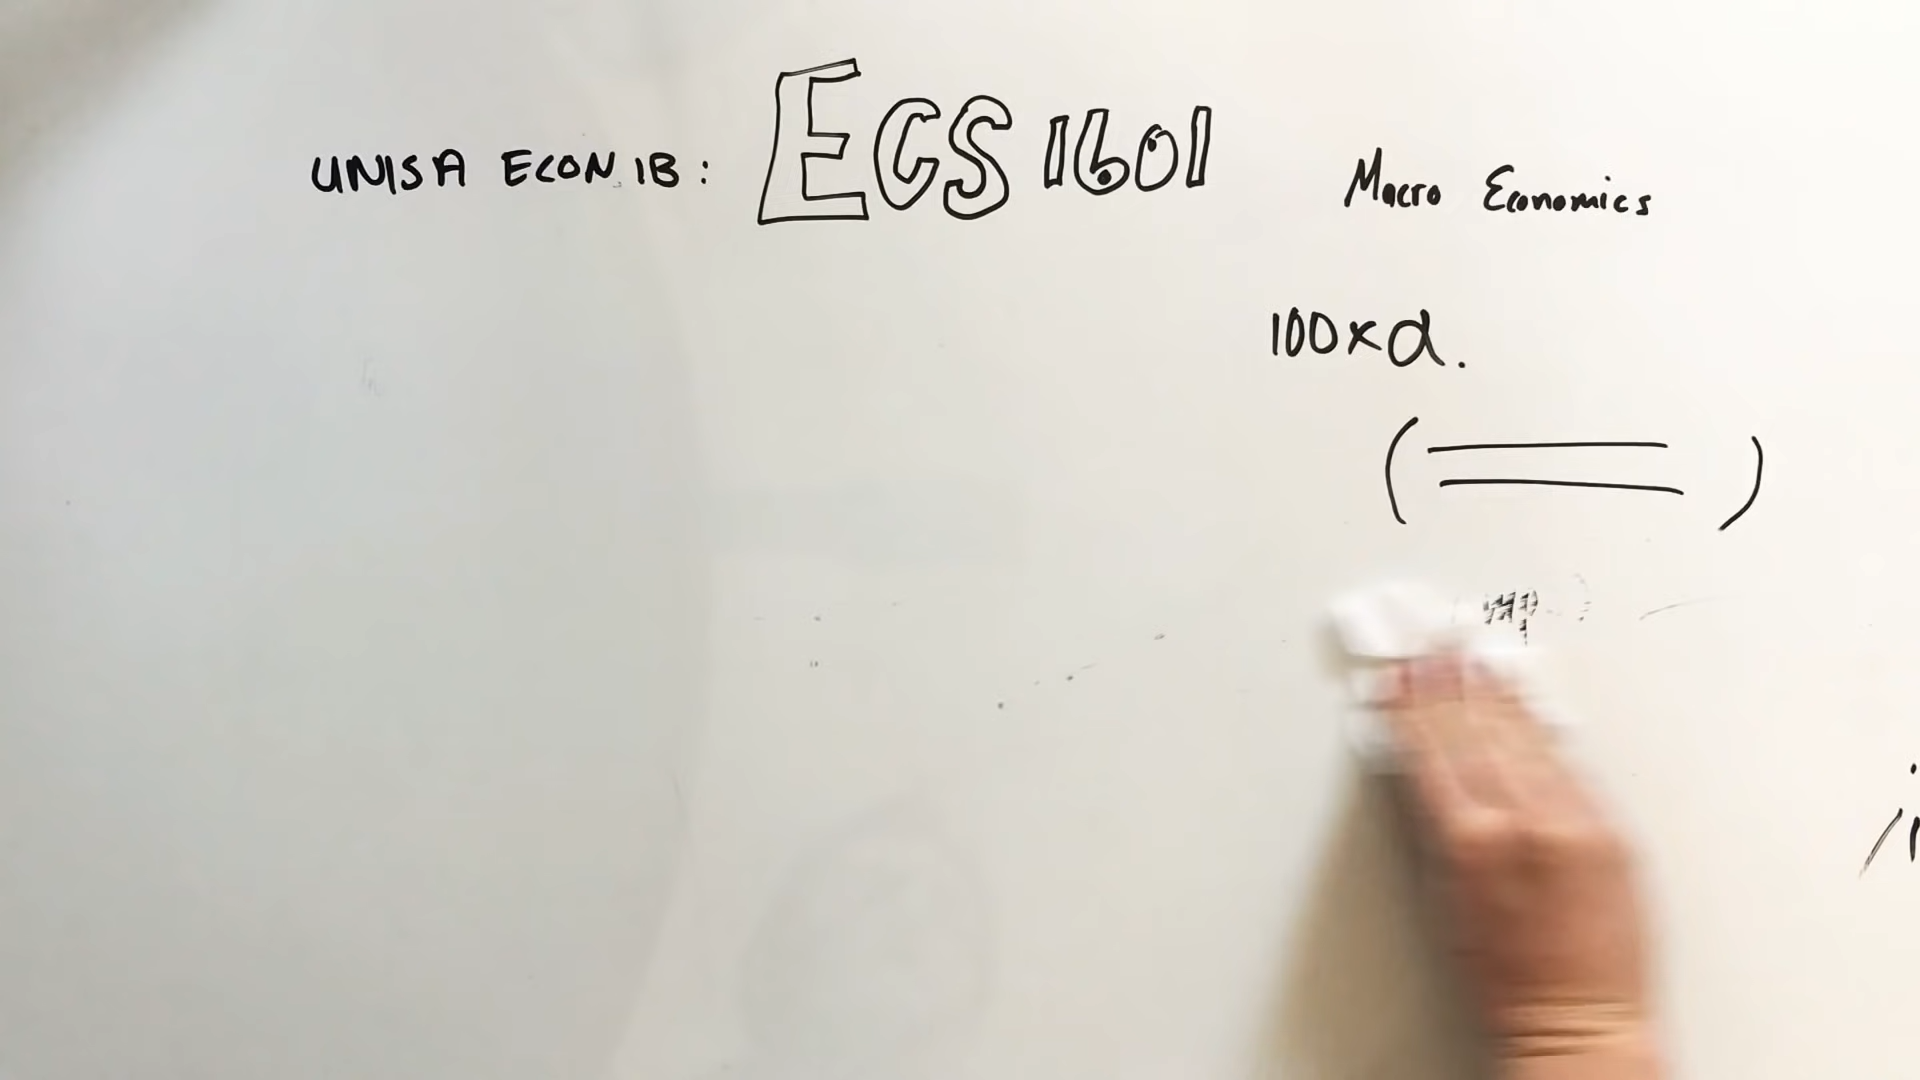 UNISA ECON 1B: ECS 1601 Macro Economics
100 x α.